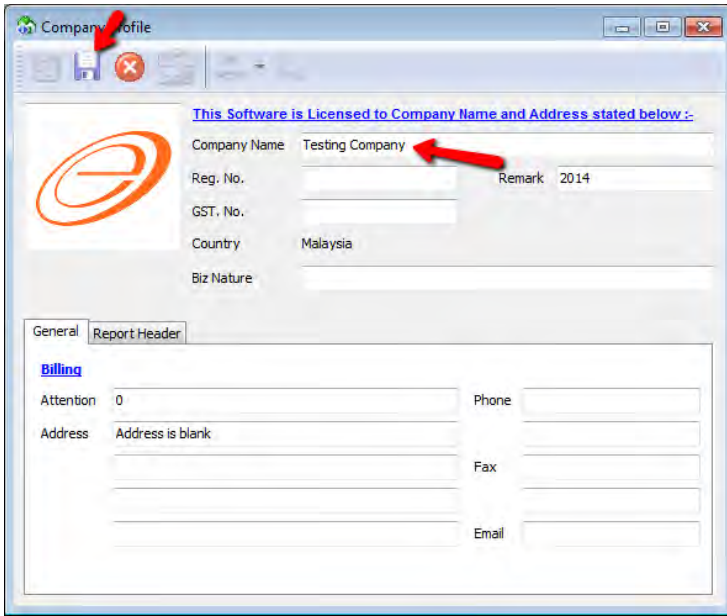 Company Profile
This Software is Licensed to Company Name and Address stated below :-
Company Name Testing Company
Reg. No. Remark 2014
GST. No.
Country Malaysia
Biz Nature
General Report Header
Billing
Attention 0 Phone
Address Address is blank
Fax
Email